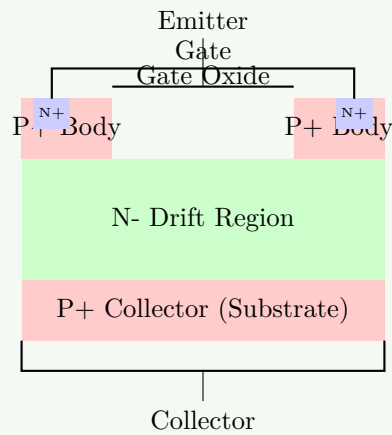 Emitter
Gate
Gate Oxide
N+
N+
P+ Body
P+ Body
N- Drift Region
P+ Collector (Substrate)
Collector